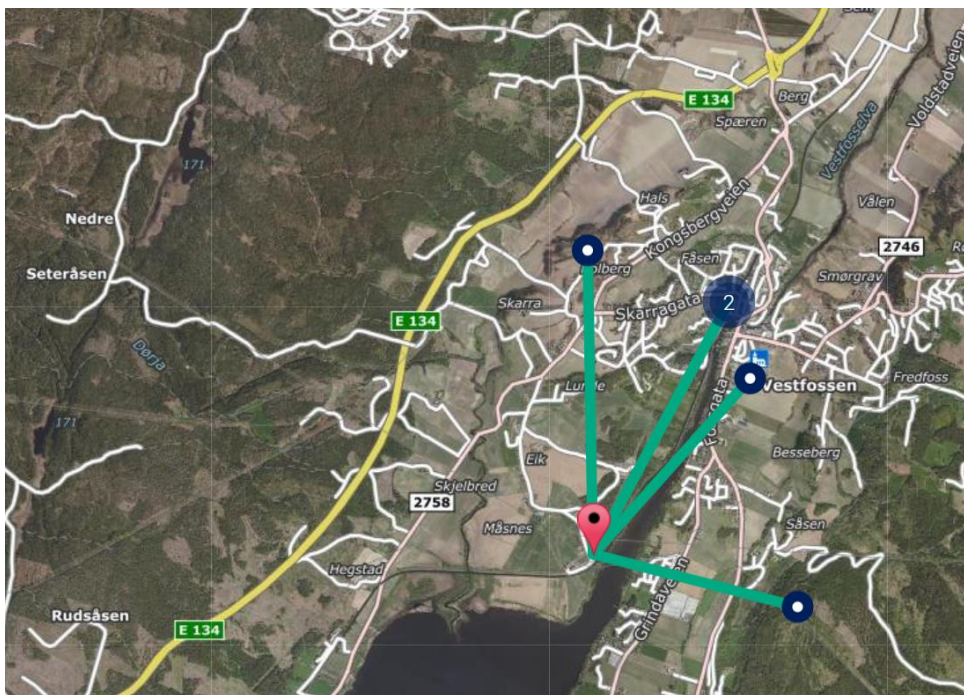 E 134
Berg
Spæren
Voldstadveien
Vestfosselva
171
Hals
Kongsbergveien
Vålen
Nedre
2746
Fåsen
Seteråsen
Smørgrav
Skarra
Skarragata
2
E 134
Dørja
Vestfossen
Fredfoss
171
Besseberg
Eik
Skjelbred
2758
Måsnes
Såsen
Hegstad
Grindaveien
Rudsåsen
E 134